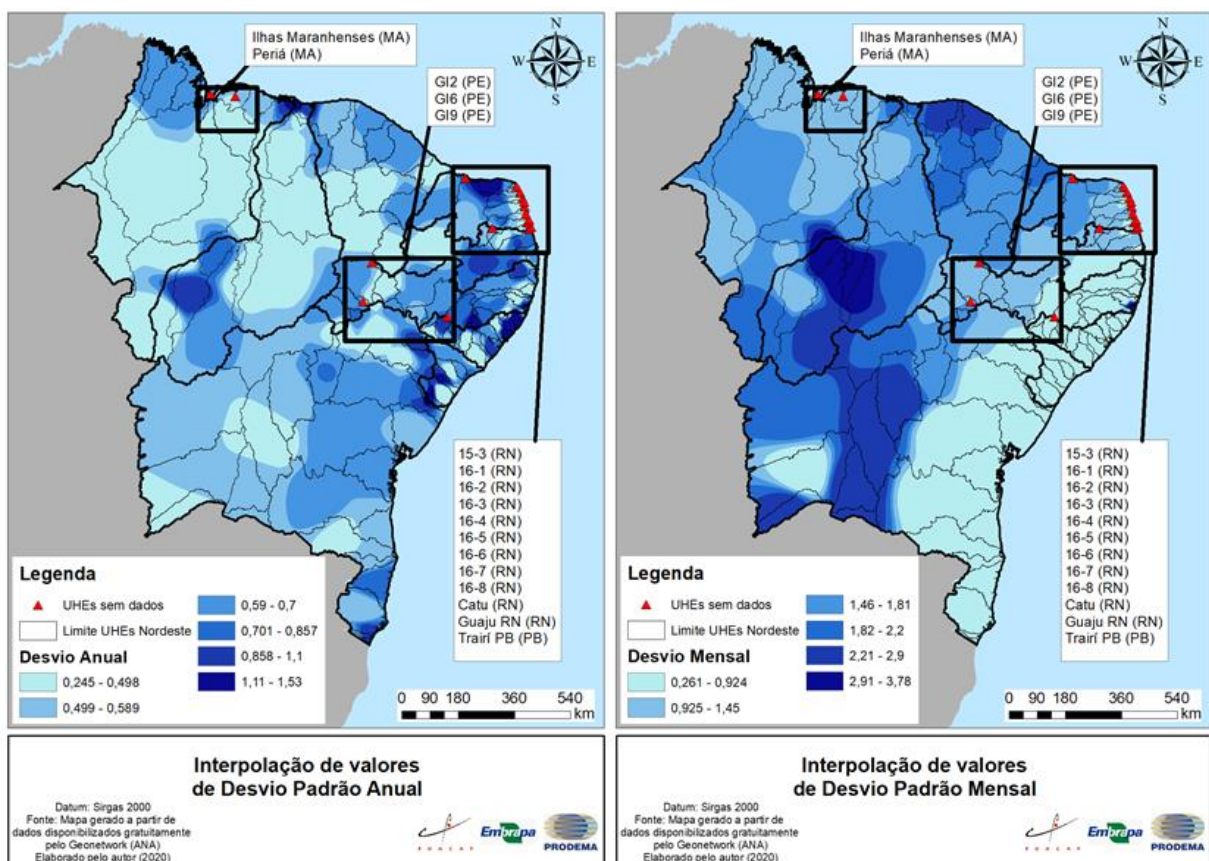 Ilhas Maranhenses (MA)
Periá (MA)
N
W
E
S
GI2 (PE)
GI6 (PE)
GI9 (PE)
15-3 (RN)
16-1 (RN)
16-2 (RN)
16-3 (RN)
16-4 (RN)
16-5 (RN)
16-6 (RN)
16-7 (RN)
16-8 (RN)
Catu (RN)
Guaju RN (RN)
Trairí PB (PB)
Legenda
UHEs sem dados
Limite UHEs Nordeste
Desvio Anual
0,245 - 0,498
0,499 - 0,589
0,59 - 0,7
0,701 - 0,857
0,858 - 1,1
1,11 - 1,53
0 90 180 360 540
km
Interpolação de valores
de Desvio Padrão Anual
Datum: Sirgas 2000
Fonte: Mapa gerado a partir de
dados disponibilizados gratuitamente
pelo Geonetwork (ANA)
Elaborado pelo autor (2020)
FUNCAP
Embrapa
PRODEMA
Ilhas Maranhenses (MA)
Periá (MA)
N
W
E
S
GI2 (PE)
GI6 (PE)
GI9 (PE)
15-3 (RN)
16-1 (RN)
16-2 (RN)
16-3 (RN)
16-4 (RN)
16-5 (RN)
16-6 (RN)
16-7 (RN)
16-8 (RN)
Catu (RN)
Guaju RN (RN)
Trairí PB (PB)
Legenda
UHEs sem dados
Limite UHEs Nordeste
Desvio Mensal
0,261 - 0,924
0,925 - 1,45
1,46 - 1,81
1,82 - 2,2
2,21 - 2,9
2,91 - 3,78
0 90 180 360 540
km
Interpolação de valores
de Desvio Padrão Mensal
Datum: Sirgas 2000
Fonte: Mapa gerado a partir de
dados disponibilizados gratuitamente
pelo Geonetwork (ANA)
Elaborado pelo autor (2020)
FUNCAP
Embrapa
PRODEMA